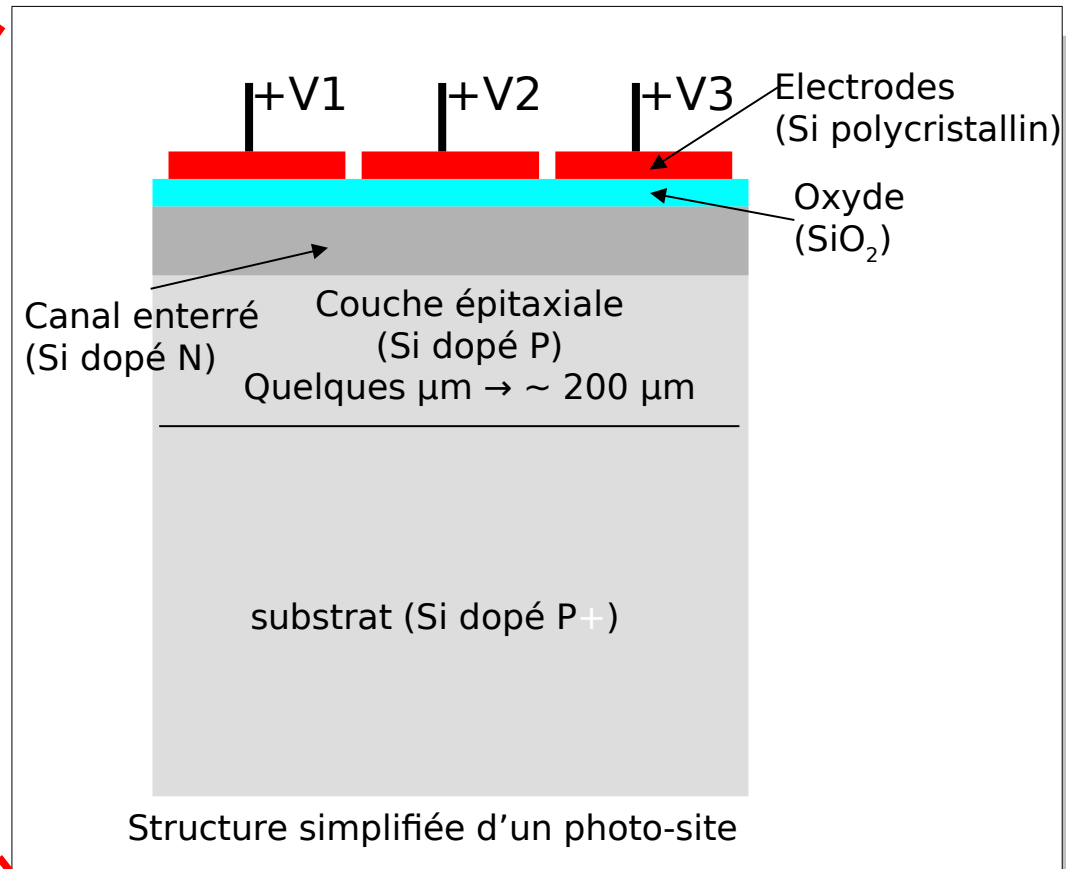 +V1
+V2
+V3
Electrodes
(Si polycristallin)
Oxyde
(SiO₂)
Canal enterré
(Si dopé N)
Couche épitaxiale
(Si dopé P)
Quelques µm → ~ 200 µm
substrat (Si dopé P+)
Structure simplifiée d’un photo-site